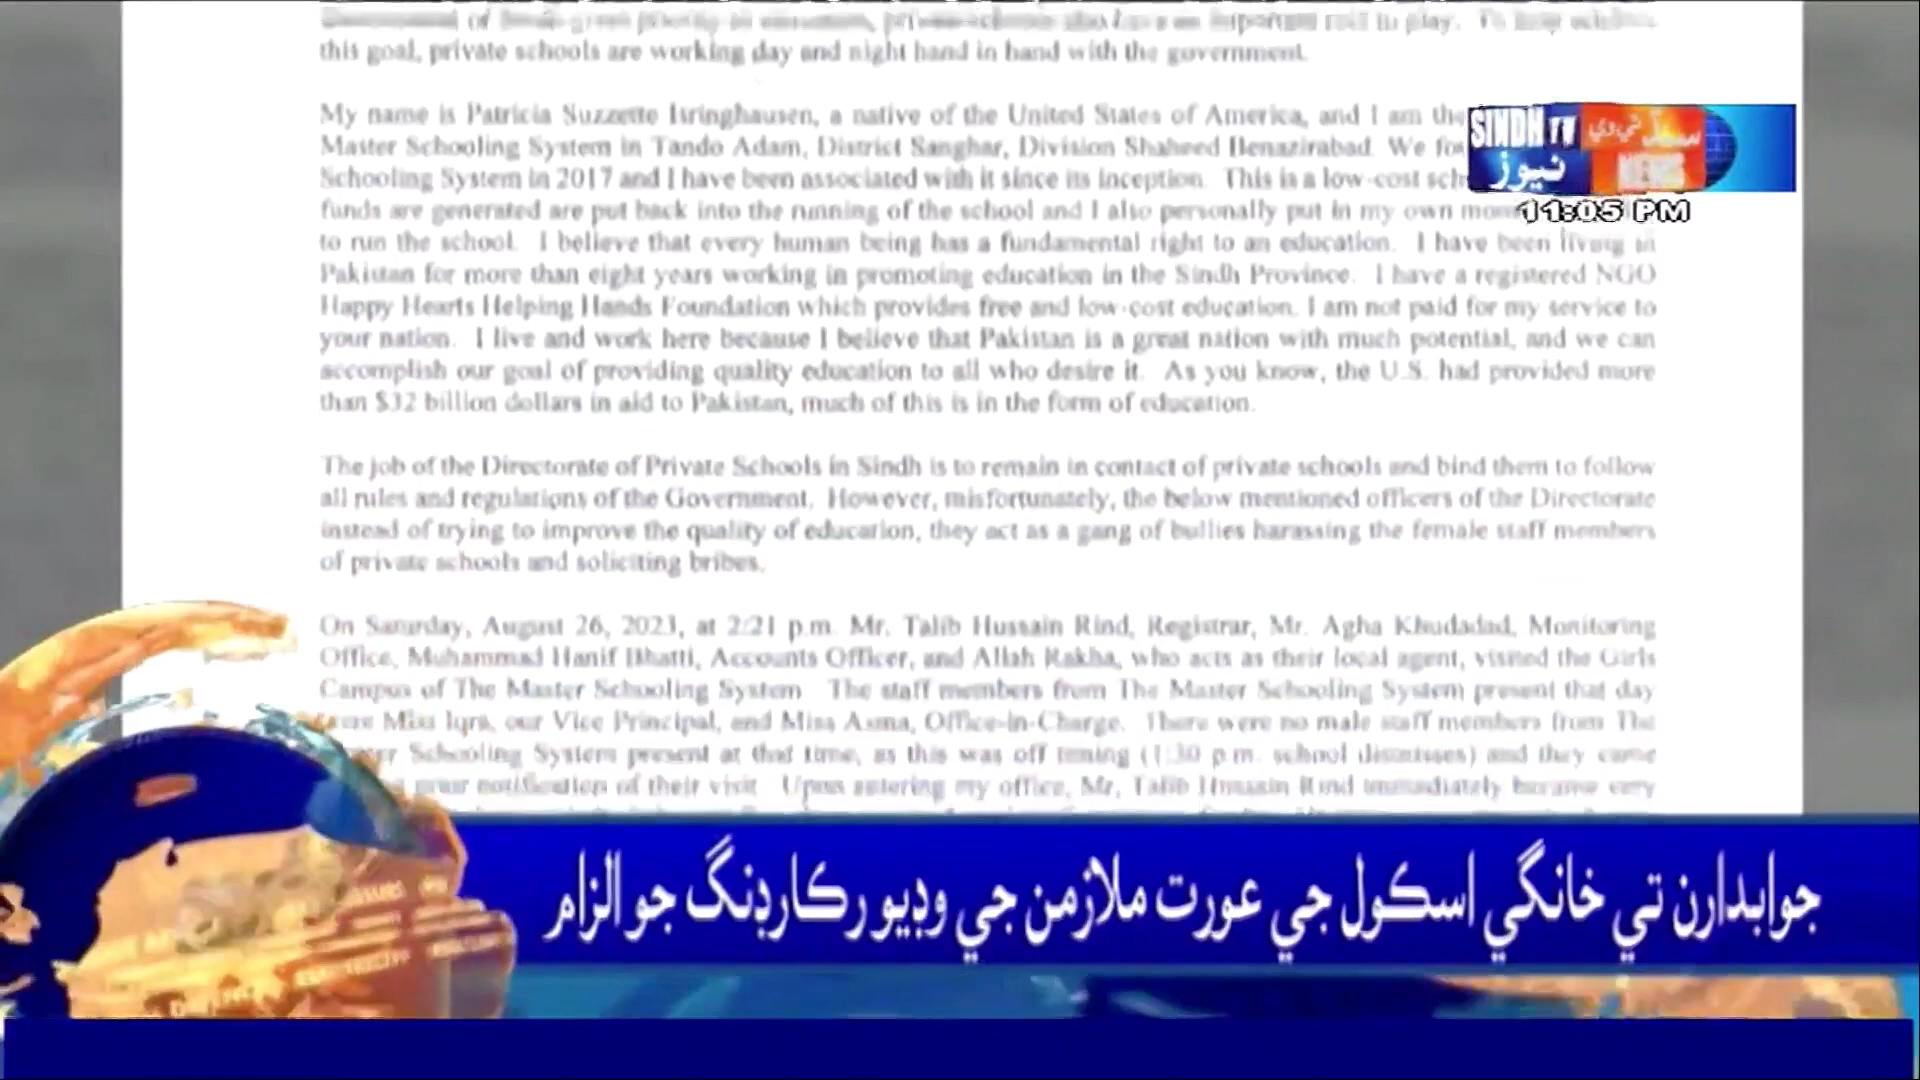 this goal, private schools are working day and night hand in hand with the government.
My name is Patricia Suzzette Isringhausen, a native of the United States of America, and I am the
Master Schooling System in Tando Adam, District Sanghar, Division Shaheed Benazirabad. We
Schooling System in 2017 and I have been associated with it since its inception. This is a low-cost
funds are generated are put back into the running of the school and I also personally put in my own
to run the school. I believe that every human being has a fundamental right to an education. I have been living in
Pakistan for more than eight years working in promoting education in the Sindh Province. I have a registered NGO
Happy Hearts Helping Hands Foundation which provides free and low-cost education. I am not paid for my service to
your nation. I live and work here because I believe that Pakistan is a great nation with much potential, and we can
accomplish our goal of providing quality education to all who desire it. As you know, the U.S. had provided more
than $32 billion dollars in aid to Pakistan, much of this is in the form of education.
The job of the Directorate of Private Schools in Sindh is to remain in contact of private schools and bind them to follow
all rules and regulations of the Government. However, misfortunately, the below mentioned officers of the Directorate
instead of trying to improve the quality of education, they act as a gang of bullies harassing the female staff members
of private schools and soliciting bribes.
On Saturday, August 26, 2023, at 2:21 p.m. Mr. Talib Hussain Rind, Registrar, Mr. Agha Khudadad, Monitoring
Office, Muhammad Hanif Bhatti, Accounts Officer, and Allah Rakha, who acts as their local agent, visited the Girls
Campus of The Master Schooling System. The staff members from The Master Schooling System present that day
were Miss Iqra, our Vice Principal, and Miss Asma, Office-in-Charge. There were no male staff members from The
Schooling System present at that time, as this was off timing (1:30 p.m. school dismisses) and they came
prior notification of their visit. Upon entering my office, Mr. Talib Hussain Rind immediately became very
SINDH TV سنڌ ٽي وي
نيوز NEWS
11:05 PM
جوابدارن تي خانگي اسڪول جي عورت ملازمن جي وڊيو رڪارڊنگ جو الزام